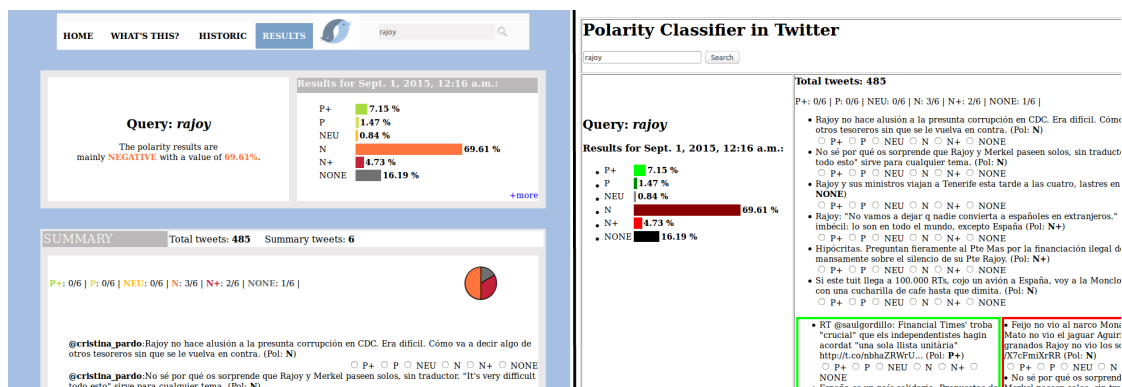 HOME WHAT'S THIS? HISTORIC RESULTS rajoy
Results for Sept. 1, 2015, 12:16 a.m.:
Query: rajoy
The polarity results are
mainly NEGATIVE with a value of 69.61%.
P+ 7.15 %
P 1.47 %
NEU 0.84 %
N 69.61 %
N+ 4.73 %
NONE 16.19 %
+more
SUMMARY Total tweets: 485 Summary tweets: 6
P+: 0/6 | P: 0/6 | NEU: 0/6 | N: 3/6 | N+: 2/6 | NONE: 1/6 |
@cristina_pardo:Rajoy no hace alusión a la presunta corrupción en CDC. Era difícil. Cómo va a decir algo de
otros tesoreros sin que se le vuelva en contra. (Pol: N)
P+ P NEU N N+ NONE
@cristina_pardo:No sé por qué os sorprende que Rajoy y Merkel paseen solos, sin traductor. "It's very difficult
todo esto" sirve para cualquier tema. (Pol: N)
Polarity Classifier in Twitter
rajoy Search
Query: rajoy
Results for Sept. 1, 2015, 12:16 a.m.:
P+ 7.15 %
P 1.47 %
NEU 0.84 %
N 69.61 %
N+ 4.73 %
NONE 16.19 %
Total tweets: 485
P+: 0/6 | P: 0/6 | NEU: 0/6 | N: 3/6 | N+: 2/6 | NONE: 1/6 |
Rajoy no hace alusión a la presunta corrupción en CDC. Era difícil. Cómo
otros tesoreros sin que se le vuelva en contra. (Pol: N)
P+ P NEU N N+ NONE
No sé por qué os sorprende que Rajoy y Merkel paseen solos, sin traducto
todo esto" sirve para cualquier tema. (Pol: N)
P+ P NEU N N+ NONE
Rajoy y sus ministros viajan a Tenerife esta tarde a las cuatro, lastres en
NONE)
P+ P NEU N N+ NONE
Rajoy: "No vamos a dejar q nadie convierta a españoles en extranjeros."
imbécil: lo son en todo el mundo, excepto España (Pol: N+)
P+ P NEU N N+ NONE
Hipócritas. Preguntan fieramente al Pte Mas por la financiación ilegal de
mansamente sobre el silencio de su Pte Rajoy. (Pol: N+)
P+ P NEU N N+ NONE
Si este tuit llega a 100.000 RTs, cojo un avión a España, voy a la Monclo
con una cucharilla de cafe hasta que dimita. (Pol: N)
P+ P NEU N N+ NONE
RT @saulgordillo: Financial Times' troba
"crucial" que els independentistes hagin
acordat "una sola llista unitària"
http://t.co/nbhaZRWrU... (Pol: P+)
P+ P NEU N N+
NONE
Feijo no vio al narco Mona
Mato no vio el jaguar Aguir
granados Rajoy no vio los so
/X7cFmiXrRR (Pol: N)
P+ P NEU N N+
NONE
No sé por qué os sorprend